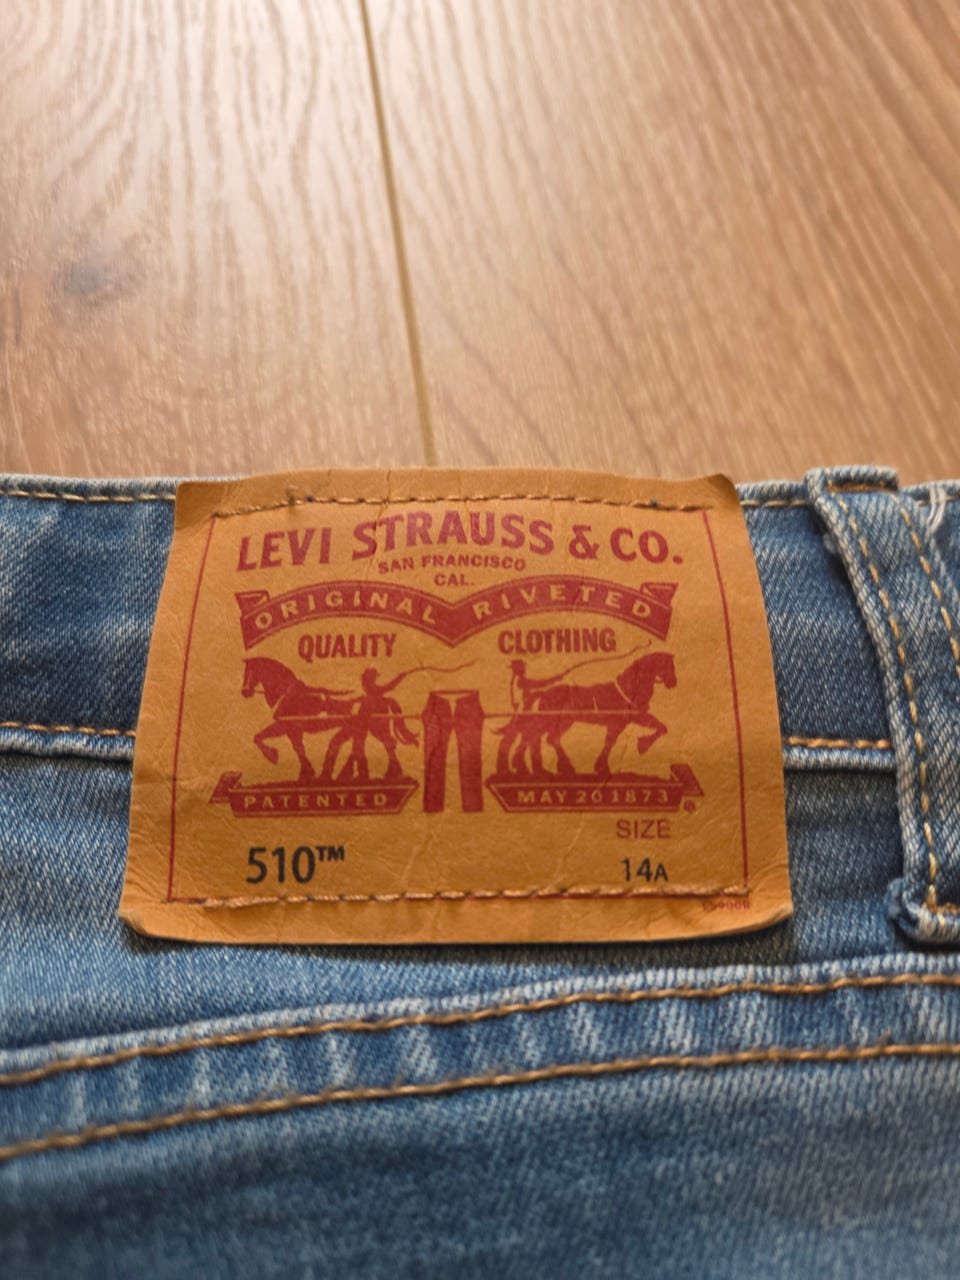 LEVI STRAUSS & CO.
SAN FRANCISCO
CAL.
ORIGINAL RIVETED
QUALITY CLOTHING
PATENTED MAY 20 1873 ®
SIZE
510™ 14A